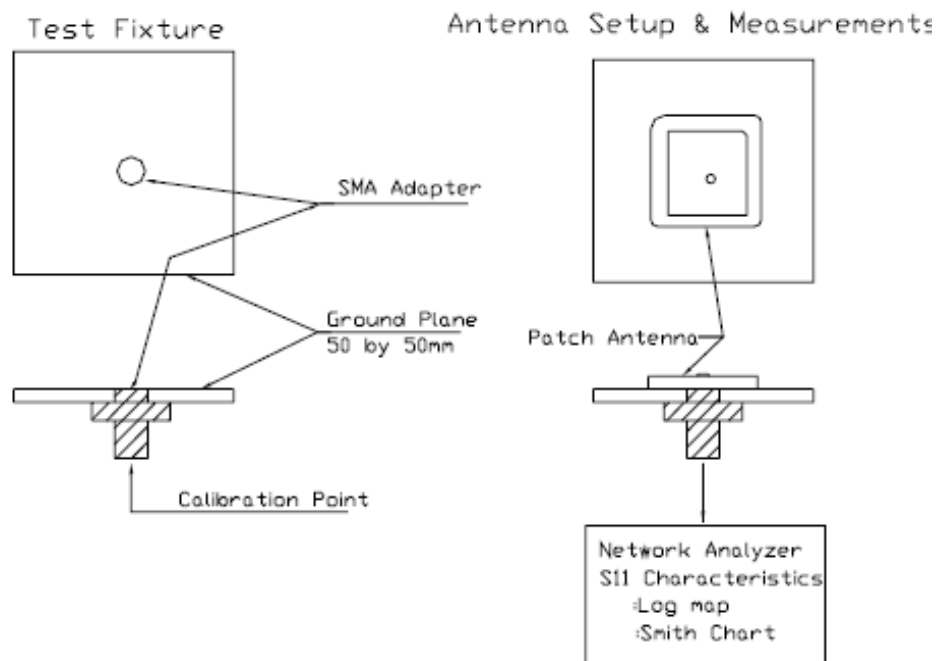 Test Fixture
Antenna Setup & Measurements
SMA Adapter
Ground Plane
50 by 50mm
Patch Antenna
Calibration Point
Network Analyzer
S11 Characteristics
:Log map
:Smith Chart